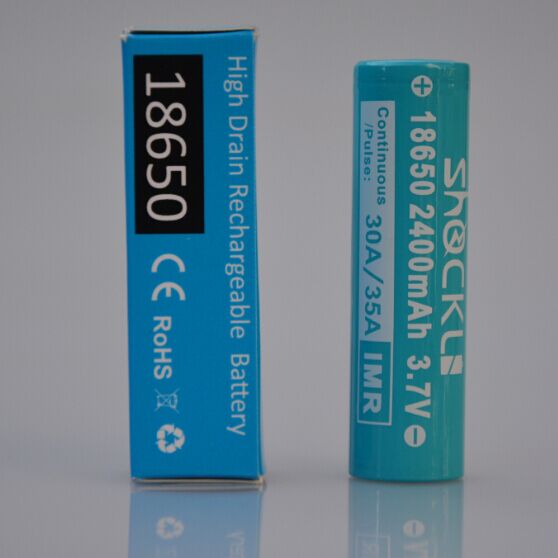 High Drain Rechargeable Battery
18650
CE RoHS
ShOCKLI
18650 2400mAh 3.7V
Continuous
/Pulse: 30A/35A IMR